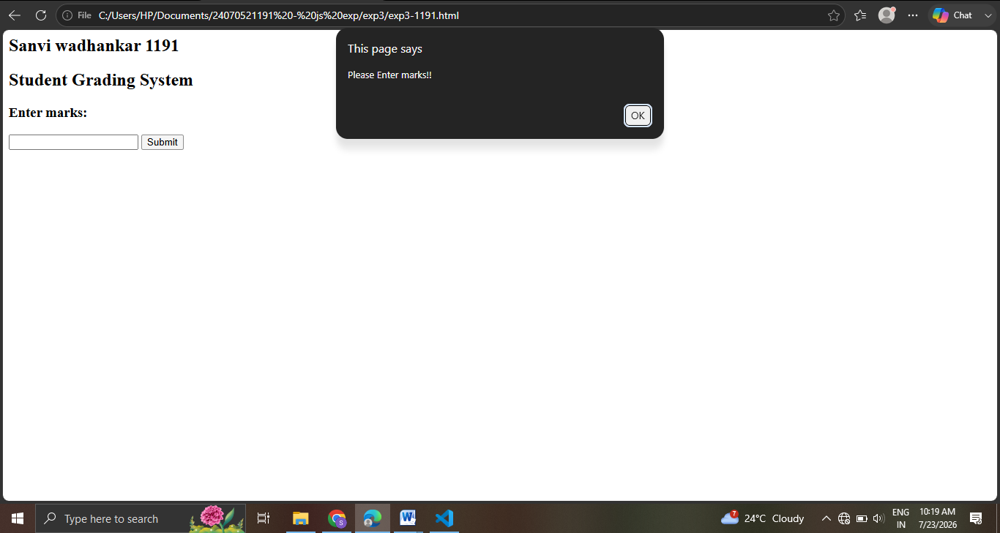 File C:/Users/HP/Documents/24070521191%20-%20js%20exp/exp3/exp3-1191.html
Chat
Sanvi wadhankar 1191
This page says
Please Enter marks!!
OK
Student Grading System
Enter marks:
Submit
Type here to search
S
W
7
24°C Cloudy
ENG
IN
10:19 AM
7/23/2026